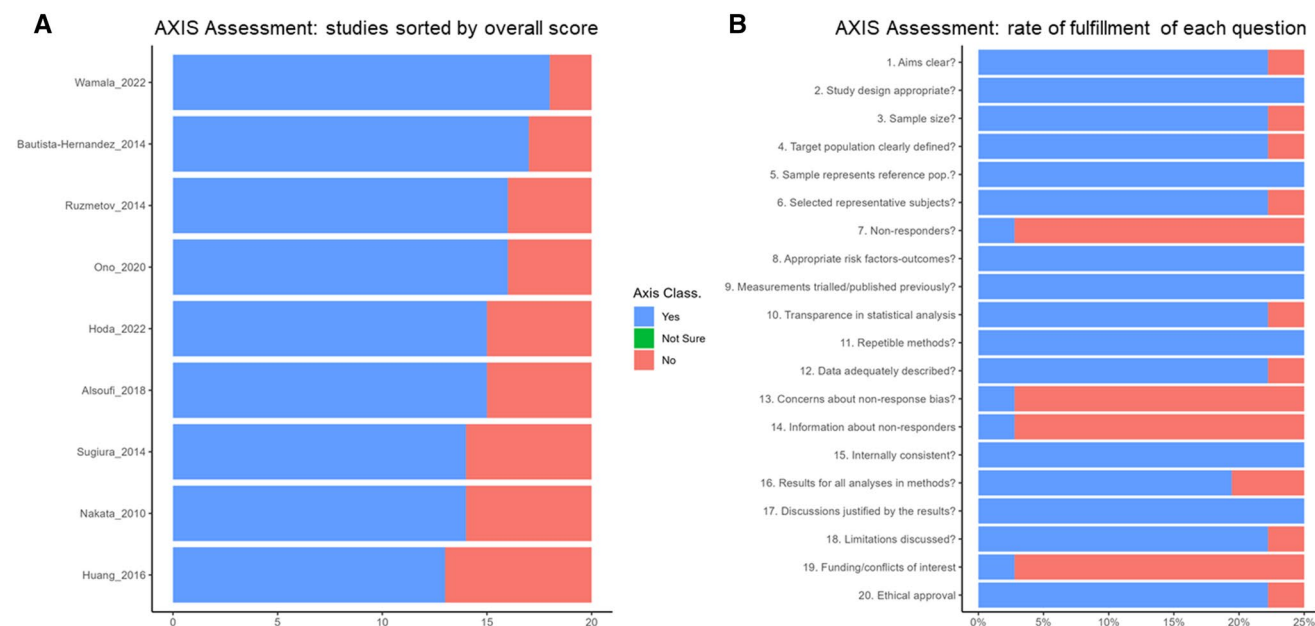 A
AXIS Assessment: studies sorted by overall score
Wamala_2022
Bautista-Hernandez_2014
Ruzmetov_2014
Ono_2020
Hoda_2022
Alsoufi_2018
Sugiura_2014
Nakata_2010
Huang_2016
0 5 10 15 20
Axis Class.
Yes
Not Sure
No
B
AXIS Assessment: rate of fulfillment of each question
1. Aims clear?
2. Study design appropriate?
3. Sample size?
4. Target population clearly defined?
5. Sample represents reference pop.?
6. Selected representative subjects?
7. Non-responders?
8. Appropriate risk factors-outcomes?
9. Measurements trialled/published previously?
10. Transparence in statistical analysis
11. Repetible methods?
12. Data adequately described?
13. Concerns about non-response bias?
14. Information about non-responders
15. Internally consistent?
16. Results for all analyses in methods?
17. Discussions justified by the results?
18. Limitations discussed?
19. Funding/conflicts of interest
20. Ethical approval
0% 5% 10% 15% 20% 25%